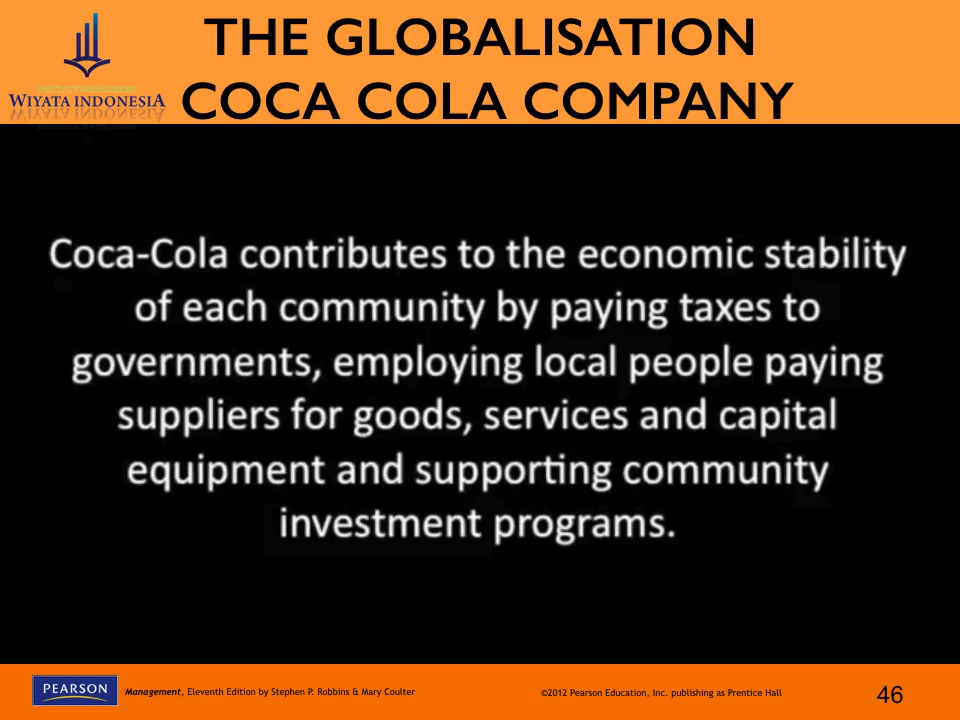 THE GLOBALISATION
COCA COLA COMPANY
WIYATA INDONESIA
Coca-Cola contributes to the economic stability
of each community by paying taxes to
governments, employing local people paying
suppliers for goods, services and capital
equipment and supporting community
investment programs.
PEARSON
Management, Eleventh Edition by Stephen P. Robbins & Mary Coulter
©2012 Pearson Education, Inc. publishing as Prentice Hall
46